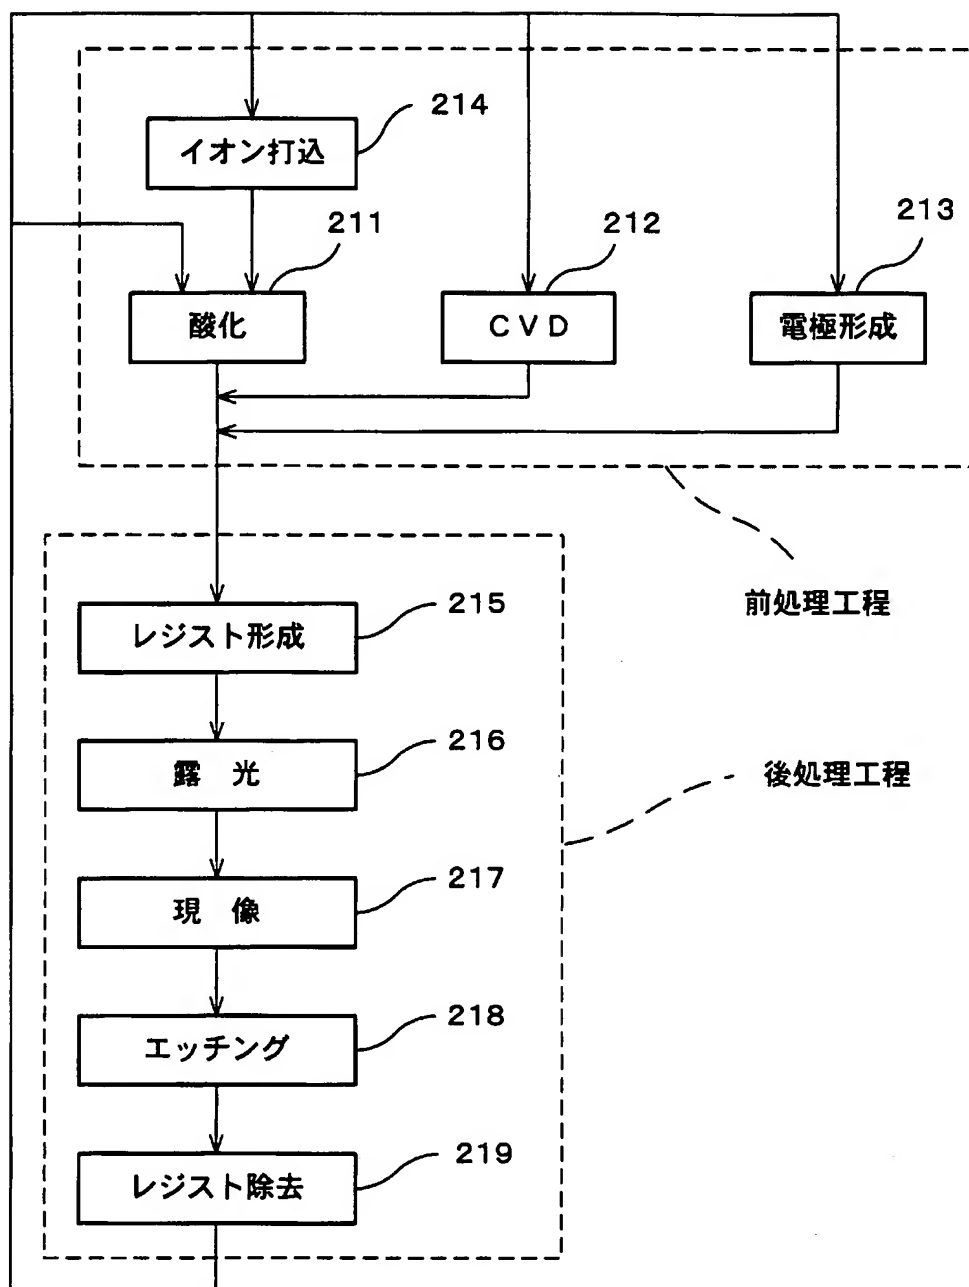 214
イオン打込
211
212
213
酸化
CVD
電極形成
前処理工程
215
レジスト形成
216
露 光
後処理工程
217
現 像
218
エッチング
219
レジスト除去